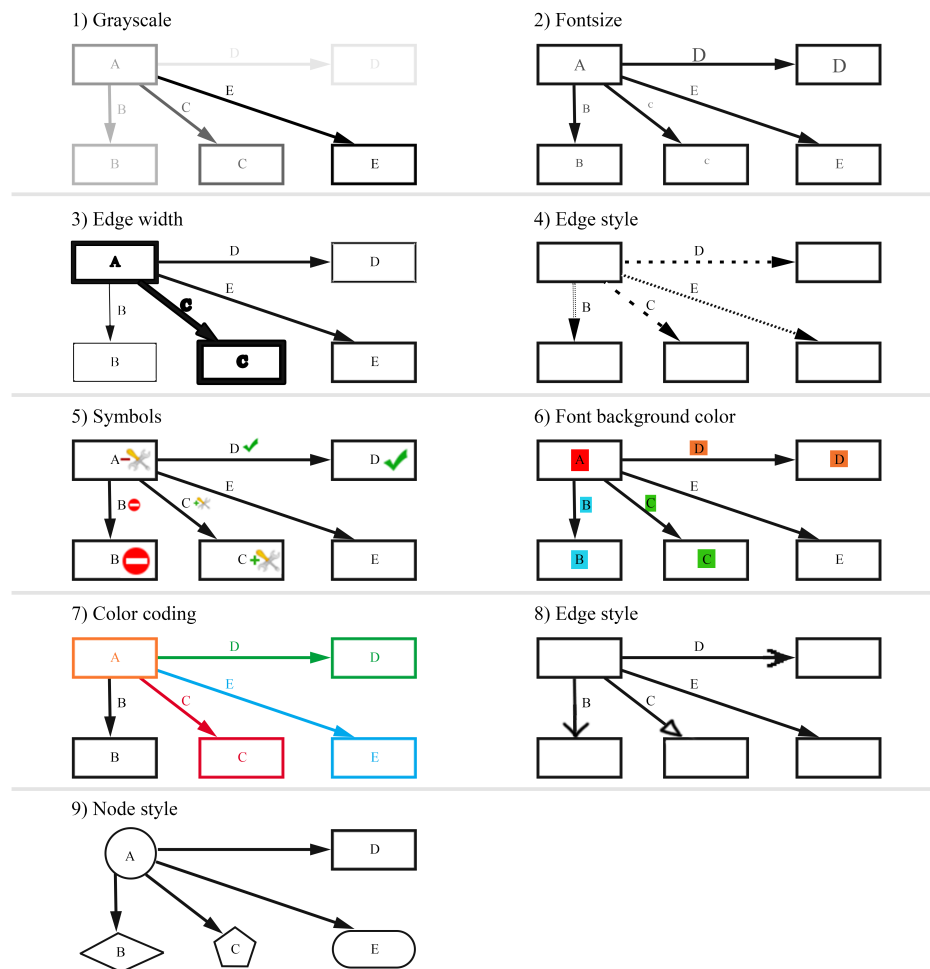 1) Grayscale
A
D
D
B
C
E
B
C
E
2) Fontsize
A
D
D
B
c
E
B
c
E
3) Edge width
A
D
D
B
C
E
B
C
E
4) Edge style
D
B
C
E
5) Symbols
A
D
D
B
C
E
B
C
E
6) Font background color
A
D
D
B
C
E
B
C
E
7) Color coding
A
D
D
B
C
E
B
C
E
8) Edge style
D
B
C
E
9) Node style
A
D
B
C
E